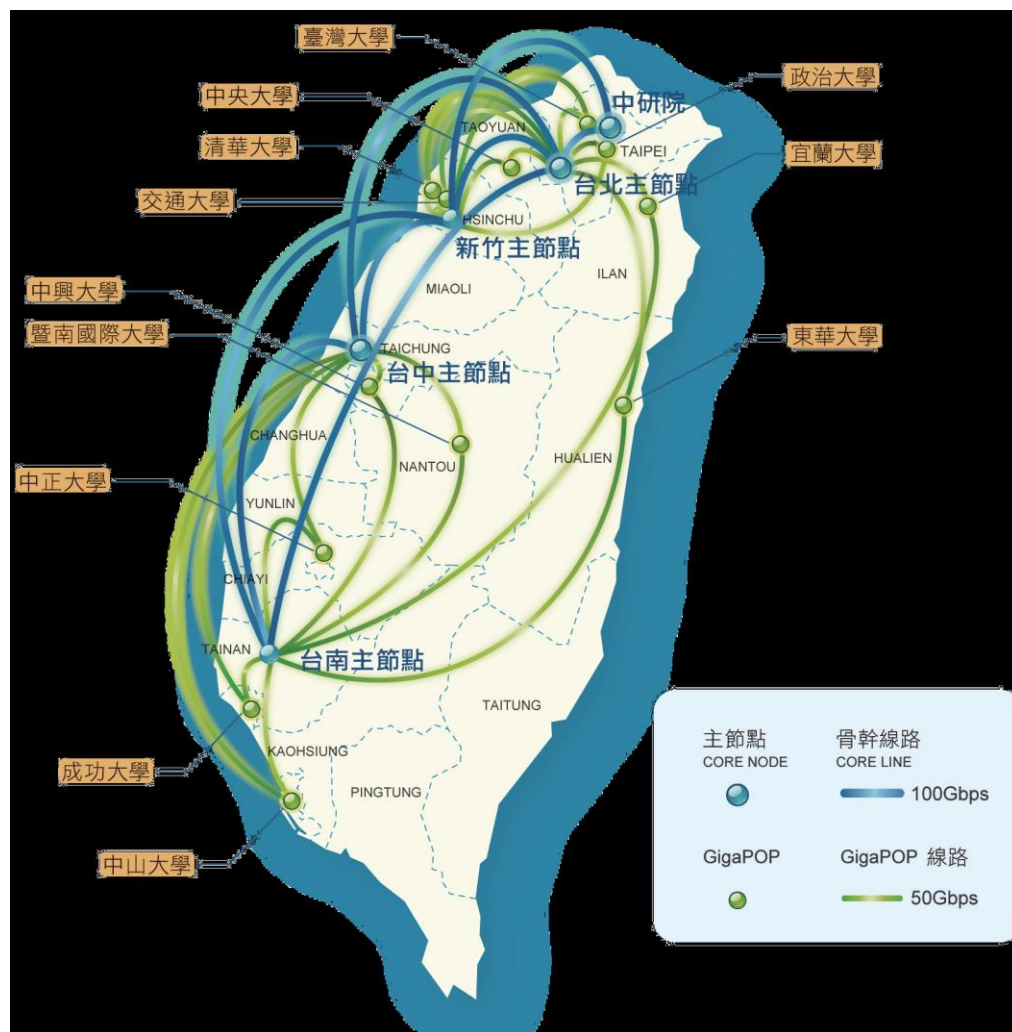 臺灣大學
政治大學
中央大學
中研院
TAOYUAN
清華大學
TAIPEI
宜蘭大學
台北主節點
交通大學
HSINCHU
新竹主節點
ILAN
中興大學
MIAOLI
暨南國際大學
東華大學
TAICHUNG
台中主節點
CHANGHUA
HUALIEN
NANTOU
中正大學
YUNLIN
CHIAYI
TAINAN
台南主節點
TAITUNG
KAOHSIUNG
成功大學
PINGTUNG
中山大學
主節點
CORE NODE
骨幹線路
CORE LINE
100Gbps
GigaPOP
GigaPOP 線路
50Gbps